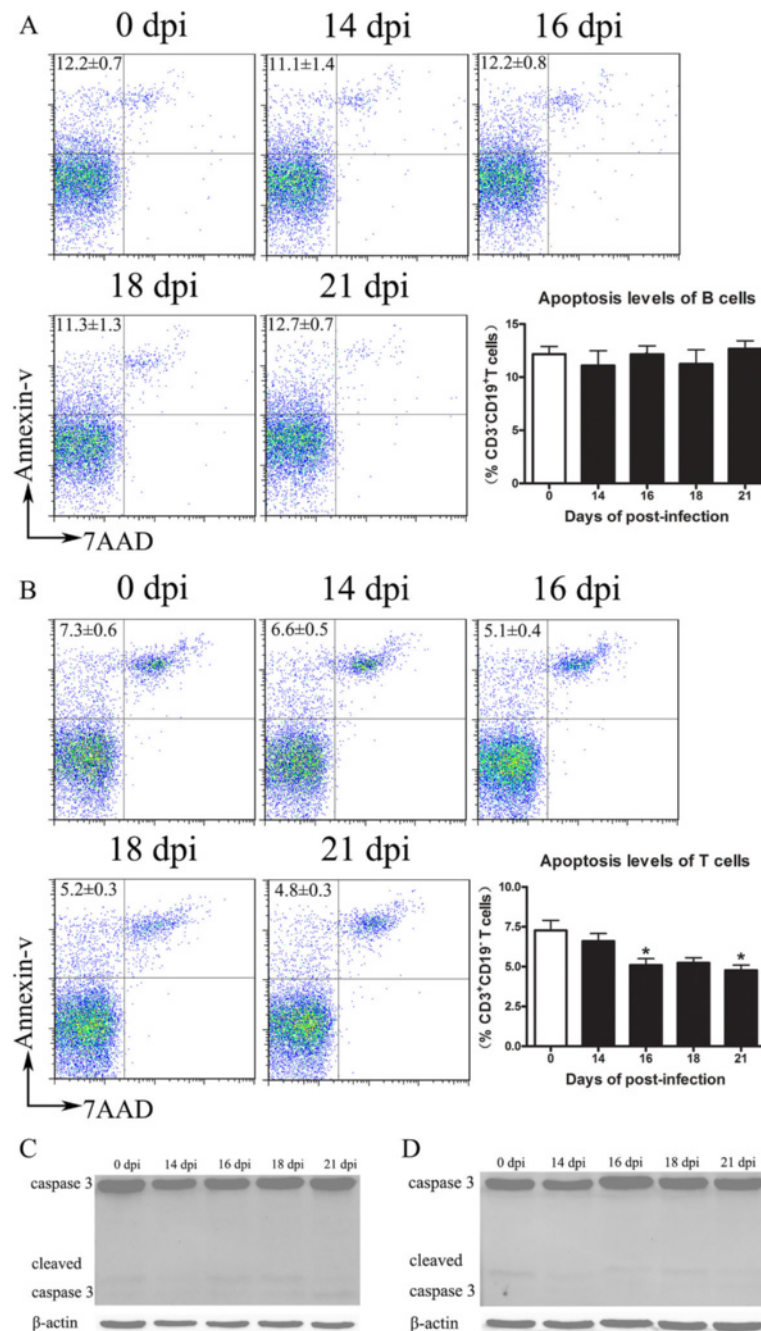 A
0 dpi
14 dpi
16 dpi
12.2±0.7
11.1±1.4
12.2±0.8
18 dpi
21 dpi
11.3±1.3
12.7±0.7
Annexin-v
7AAD
Apoptosis levels of B cells
(% CD3-CD19+T cells)
15
10
5
0
0 14 16 18 21
Days of post-infection
B
0 dpi
14 dpi
16 dpi
7.3±0.6
6.6±0.5
5.1±0.4
18 dpi
21 dpi
5.2±0.3
4.8±0.3
Annexin-v
7AAD
Apoptosis levels of T cells
(% CD3+CD19- T cells)
10.0
7.5
5.0
2.5
0.0
* *
0 14 16 18 21
Days of post-infection
C
0 dpi 14 dpi 16 dpi 18 dpi 21 dpi
caspase 3
cleaved
caspase 3
β-actin
D
0 dpi 14 dpi 16 dpi 18 dpi 21 dpi
caspase 3
cleaved
caspase 3
β-actin